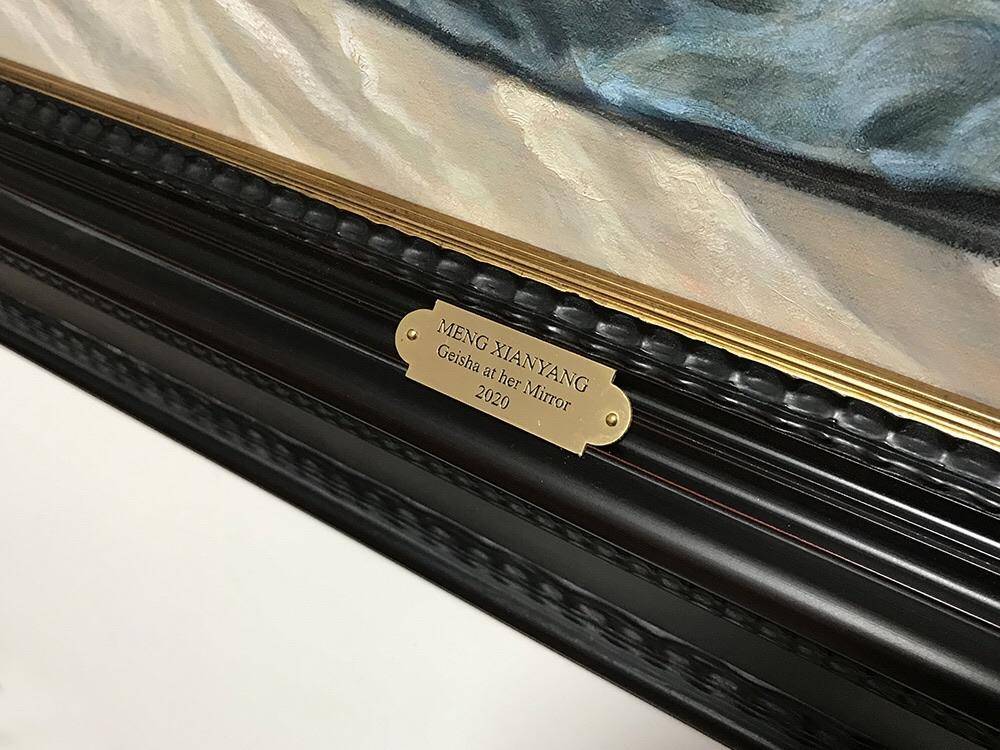 MENG XIANYANG
Geisha at her Mirror
2020